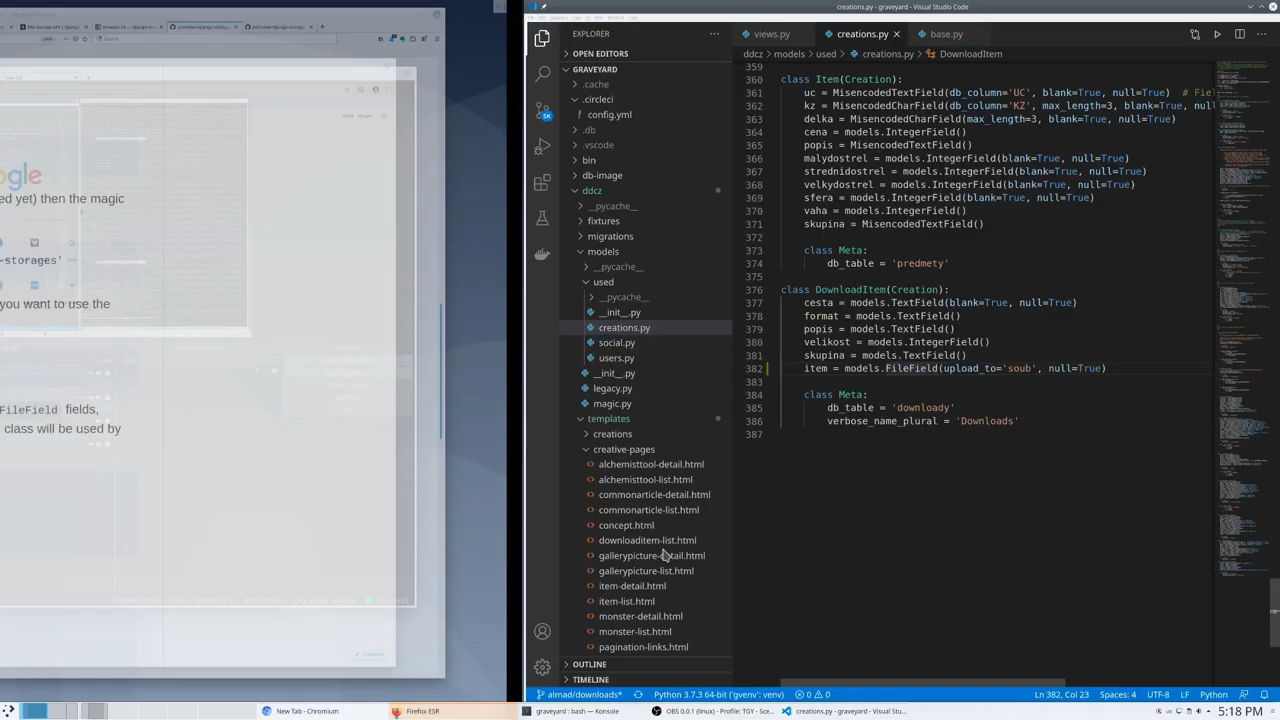 creations.py - graveyard - Visual Studio Code
File storage API | Django
gle
ed yet) then the magic
-storages'
you want to use the
FileField fields,
class will be used by
EXPLORER
OPEN EDITORS
GRAVEYARD
.cache
.circleci
config.yml
.db
.vscode
bin
db-image
ddcz
__pycache__
fixtures
migrations
models
__pycache__
used
__pycache__
__init__.py
creations.py
social.py
users.py
__init__.py
legacy.py
magic.py
templates
creations
creative-pages
alchemisttool-detail.html
alchemisttool-list.html
commonarticle-detail.html
commonarticle-list.html
concept.html
downloaditem-list.html
gallerypicture-detail.html
gallerypicture-list.html
item-detail.html
item-list.html
monster-detail.html
monster-list.html
pagination-links.html
OUTLINE
TIMELINE
views.py creations.py base.py
ddcz > models > used > creations.py > DownloadItem
359
360 class Item(Creation):
361 uc = MisencodedTextField(db_column='UC', blank=True, null=True) # Fiel
362 kz = MisencodedCharField(db_column='KZ', max_length=3, blank=True, null
363 delka = MisencodedCharField(max_length=3, blank=True, null=True)
364 cena = models.IntegerField()
365 popis = MisencodedTextField()
366 malydostrel = models.IntegerField(blank=True, null=True)
367 strednidostrel = models.IntegerField(blank=True, null=True)
368 velkydostrel = models.IntegerField(blank=True, null=True)
369 sfera = models.IntegerField(blank=True, null=True)
370 vaha = models.IntegerField()
371 skupina = MisencodedTextField()
372
373 class Meta:
374 db_table = 'predmety'
375
376 class DownloadItem(Creation):
377 cesta = models.TextField(blank=True, null=True)
378 format = models.TextField()
379 popis = models.TextField()
380 velikost = models.IntegerField()
381 skupina = models.TextField()
382 item = models.FileField(upload_to='soub', null=True)
383
384 class Meta:
385 db_table = 'downloady'
386 verbose_name_plural = 'Downloads'
387
almad/downloads* Python 3.7.3 64-bit ('gvenv': venv) 0 0 Ln 382, Col 23 Spaces: 4 UTF-8 LF Python
New Tab - Chromium Firefox ESR graveyard : bash — Konsole OBS 0.0.1 (linux) - Profile: TGY - Sce... creations.py - graveyard - Visual Stu... us 5:18 PM